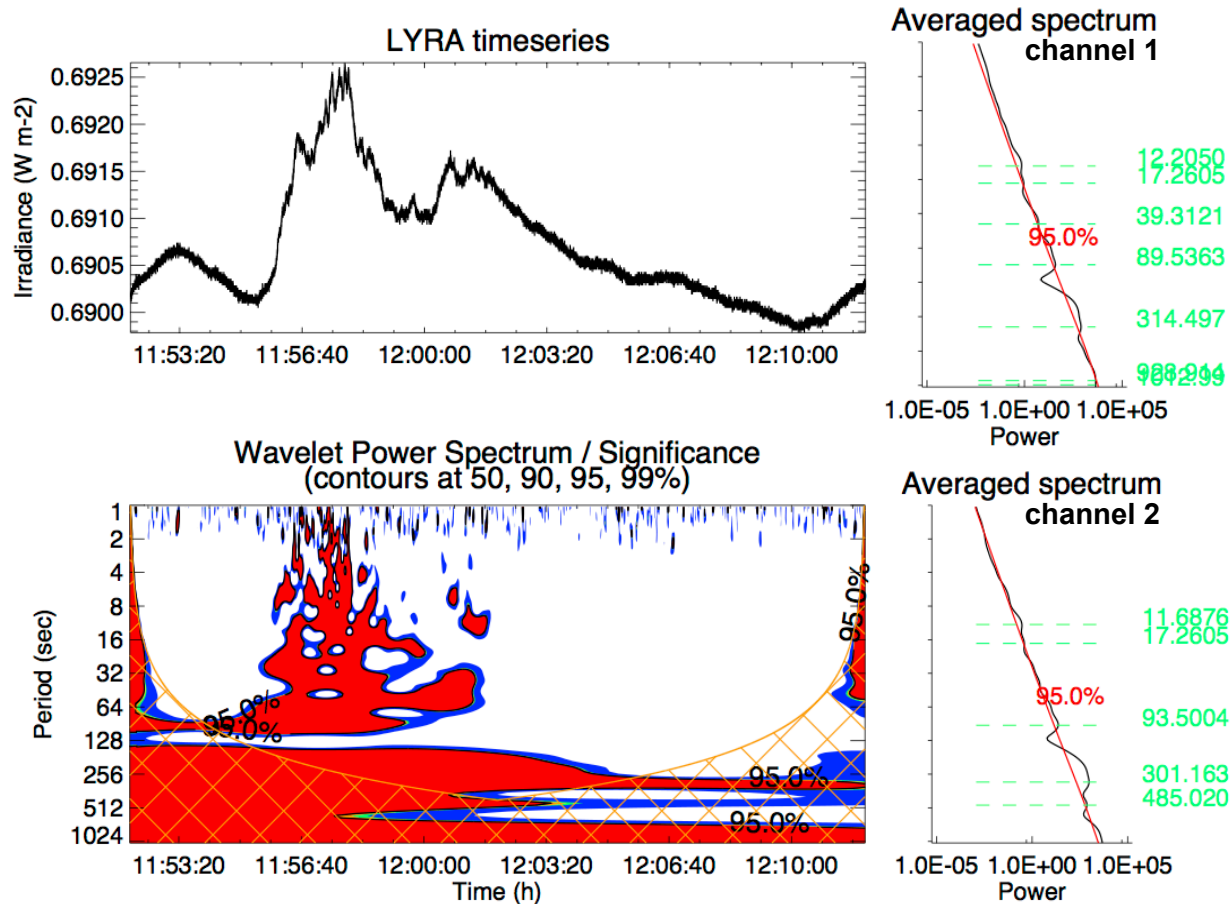 LYRA timeseries
Irradiance (W m-2)
0.6925
0.6920
0.6915
0.6910
0.6905
0.6900
11:53:20 11:56:40 12:00:00 12:03:20 12:06:40 12:10:00
Averaged spectrum
channel 1
12.2050
17.2605
39.3121
95.0%
89.5363
314.497
1.0E-05 1.0E+00 1.0E+05
Power
Wavelet Power Spectrum / Significance
(contours at 50, 90, 95, 99%)
Period (sec)
1
2
4
8
16
32
64
128
256
512
1024
95.0%
95.0%
95.0%
95.0%
95.0%
11:53:20 11:56:40 12:00:00 12:03:20 12:06:40 12:10:00
Time (h)
Averaged spectrum
channel 2
11.6876
17.2605
95.0%
93.5004
301.163
485.020
1.0E-05 1.0E+00 1.0E+05
Power